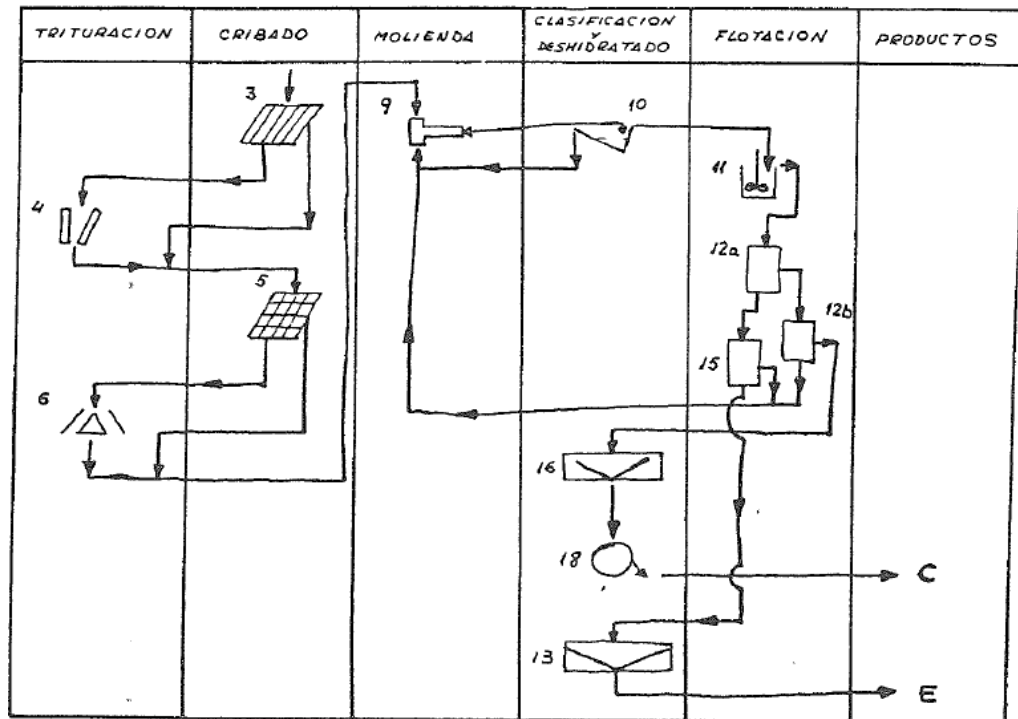 TRITURACION
CRIBADO
MOLIENDA
CLASIFICACION
Y
DESHIDRATADO
FLOTACION
PRODUCTOS
3
9
10
4
11
12a
5
12b
15
6
16
18
C
13
E